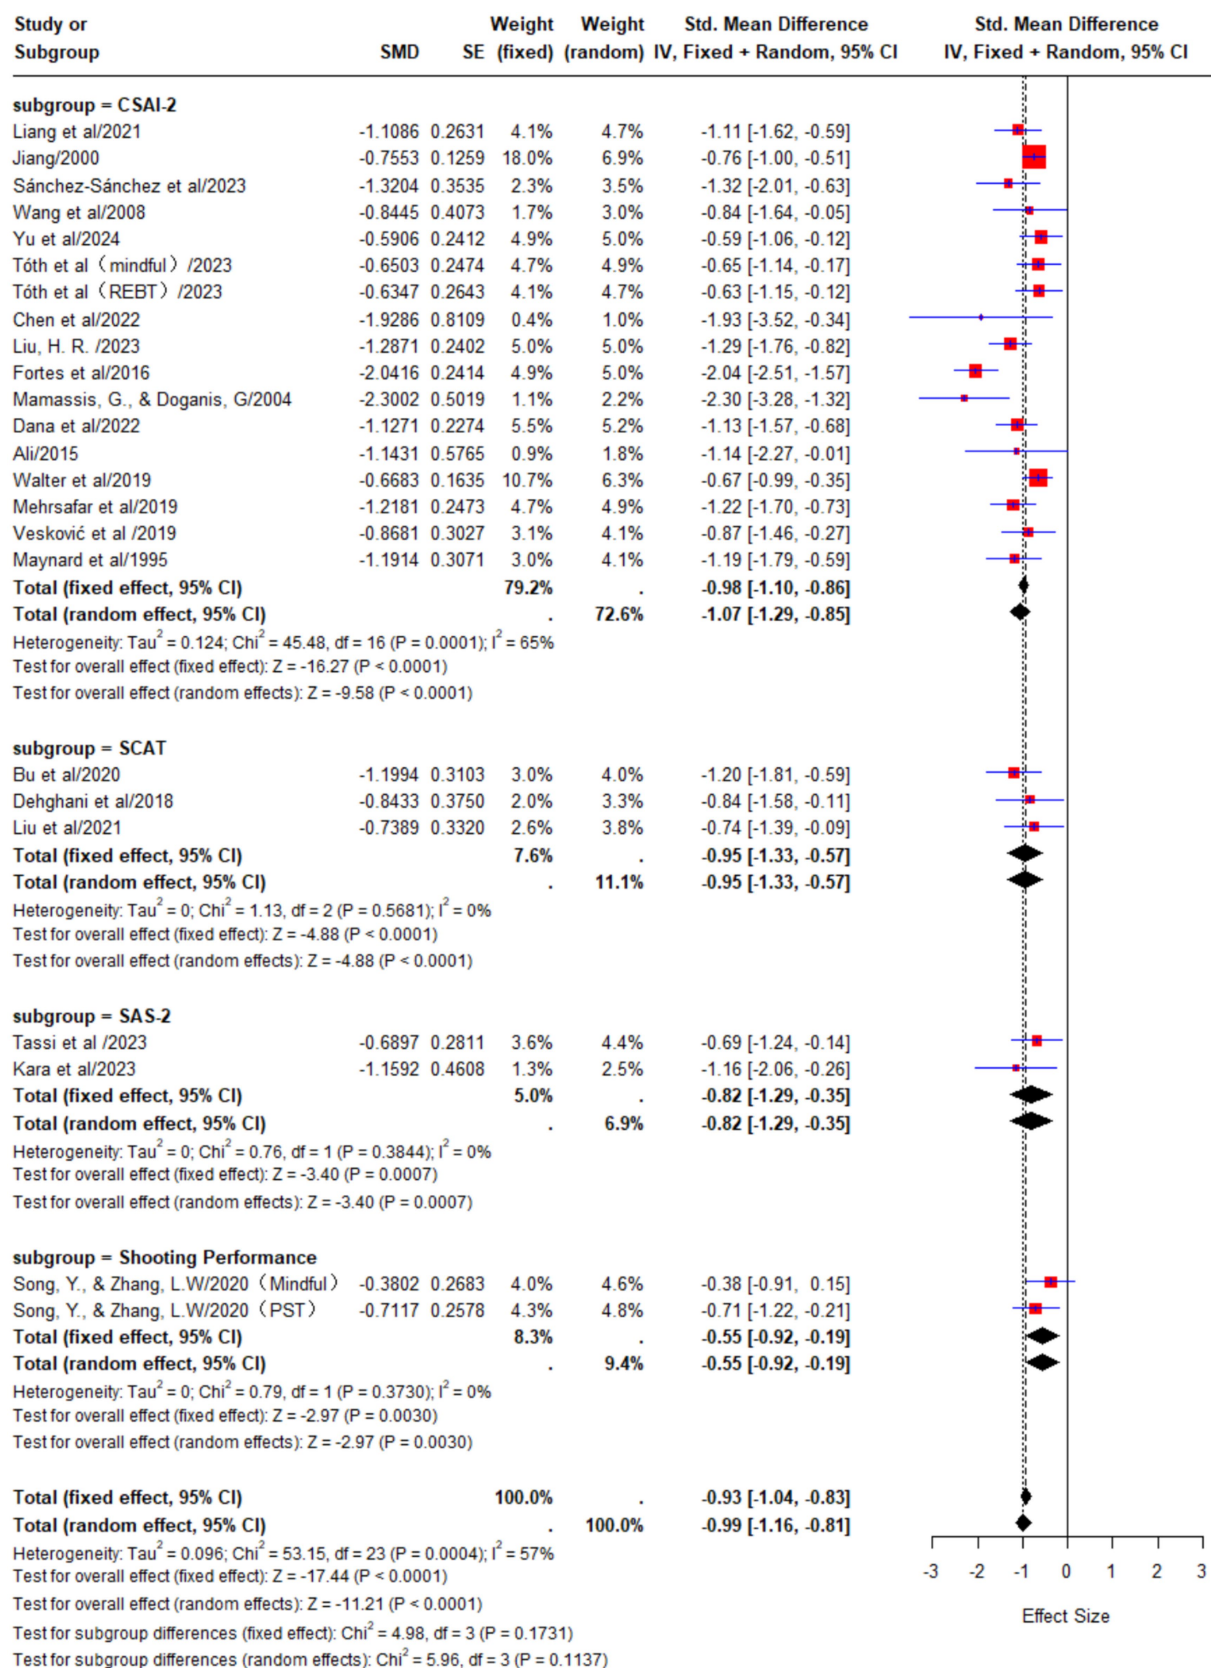 Study or Weight Weight Std. Mean Difference Std. Mean Difference
Subgroup SMD SE (fixed) (random) IV, Fixed + Random, 95% CI IV, Fixed + Random, 95% CI
subgroup = CSAI-2
Liang et al/2021 -1.1086 0.2631 4.1% 4.7% -1.11 [-1.62, -0.59]
Jiang/2000 -0.7553 0.1259 18.0% 6.9% -0.76 [-1.00, -0.51]
Sánchez-Sánchez et al/2023 -1.3204 0.3535 2.3% 3.5% -1.32 [-2.01, -0.63]
Wang et al/2008 -0.8445 0.4073 1.7% 3.0% -0.84 [-1.64, -0.05]
Yu et al/2024 -0.5906 0.2412 4.9% 5.0% -0.59 [-1.06, -0.12]
Tóth et al（mindful）/2023 -0.6503 0.2474 4.7% 4.9% -0.65 [-1.14, -0.17]
Tóth et al（REBT）/2023 -0.6347 0.2643 4.1% 4.7% -0.63 [-1.15, -0.12]
Chen et al/2022 -1.9286 0.8109 0.4% 1.0% -1.93 [-3.52, -0.34]
Liu, H. R. /2023 -1.2871 0.2402 5.0% 5.0% -1.29 [-1.76, -0.82]
Fortes et al/2016 -2.0416 0.2414 4.9% 5.0% -2.04 [-2.51, -1.57]
Mamassis, G., & Doganis, G/2004 -2.3002 0.5019 1.1% 2.2% -2.30 [-3.28, -1.32]
Dana et al/2022 -1.1271 0.2274 5.5% 5.2% -1.13 [-1.57, -0.68]
Ali/2015 -1.1431 0.5765 0.9% 1.8% -1.14 [-2.27, -0.01]
Walter et al/2019 -0.6683 0.1635 10.7% 6.3% -0.67 [-0.99, -0.35]
Mehrsafar et al/2019 -1.2181 0.2473 4.7% 4.9% -1.22 [-1.70, -0.73]
Vesković et al /2019 -0.8681 0.3027 3.1% 4.1% -0.87 [-1.46, -0.27]
Maynard et al/1995 -1.1914 0.3071 3.0% 4.1% -1.19 [-1.79, -0.59]
Total (fixed effect, 95% CI) 79.2% . -0.98 [-1.10, -0.86]
Total (random effect, 95% CI) . 72.6% -1.07 [-1.29, -0.85]
Heterogeneity: Tau² = 0.124; Chi² = 45.48, df = 16 (P = 0.0001); I² = 65%
Test for overall effect (fixed effect): Z = -16.27 (P < 0.0001)
Test for overall effect (random effects): Z = -9.58 (P < 0.0001)
subgroup = SCAT
Bu et al/2020 -1.1994 0.3103 3.0% 4.0% -1.20 [-1.81, -0.59]
Dehghani et al/2018 -0.8433 0.3750 2.0% 3.3% -0.84 [-1.58, -0.11]
Liu et al/2021 -0.7389 0.3320 2.6% 3.8% -0.74 [-1.39, -0.09]
Total (fixed effect, 95% CI) 7.6% . -0.95 [-1.33, -0.57]
Total (random effect, 95% CI) . 11.1% -0.95 [-1.33, -0.57]
Heterogeneity: Tau² = 0; Chi² = 1.13, df = 2 (P = 0.5681); I² = 0%
Test for overall effect (fixed effect): Z = -4.88 (P < 0.0001)
Test for overall effect (random effects): Z = -4.88 (P < 0.0001)
subgroup = SAS-2
Tassi et al /2023 -0.6897 0.2811 3.6% 4.4% -0.69 [-1.24, -0.14]
Kara et al/2023 -1.1592 0.4608 1.3% 2.5% -1.16 [-2.06, -0.26]
Total (fixed effect, 95% CI) 5.0% . -0.82 [-1.29, -0.35]
Total (random effect, 95% CI) . 6.9% -0.82 [-1.29, -0.35]
Heterogeneity: Tau² = 0; Chi² = 0.76, df = 1 (P = 0.3844); I² = 0%
Test for overall effect (fixed effect): Z = -3.40 (P = 0.0007)
Test for overall effect (random effects): Z = -3.40 (P = 0.0007)
subgroup = Shooting Performance
Song, Y., & Zhang, L.W/2020（Mindful） -0.3802 0.2683 4.0% 4.6% -0.38 [-0.91, 0.15]
Song, Y., & Zhang, L.W/2020（PST） -0.7117 0.2578 4.3% 4.8% -0.71 [-1.22, -0.21]
Total (fixed effect, 95% CI) 8.3% . -0.55 [-0.92, -0.19]
Total (random effect, 95% CI) . 9.4% -0.55 [-0.92, -0.19]
Heterogeneity: Tau² = 0; Chi² = 0.79, df = 1 (P = 0.3730); I² = 0%
Test for overall effect (fixed effect): Z = -2.97 (P = 0.0030)
Test for overall effect (random effects): Z = -2.97 (P = 0.0030)
Total (fixed effect, 95% CI) 100.0% . -0.93 [-1.04, -0.83]
Total (random effect, 95% CI) . 100.0% -0.99 [-1.16, -0.81]
Heterogeneity: Tau² = 0.096; Chi² = 53.15, df = 23 (P = 0.0004); I² = 57%
Test for overall effect (fixed effect): Z = -17.44 (P < 0.0001)
Test for overall effect (random effects): Z = -11.21 (P < 0.0001)
Test for subgroup differences (fixed effect): Chi² = 4.98, df = 3 (P = 0.1731)
Test for subgroup differences (random effects): Chi² = 5.96, df = 3 (P = 0.1137)
-3 -2 -1 0 1 2 3
Effect Size